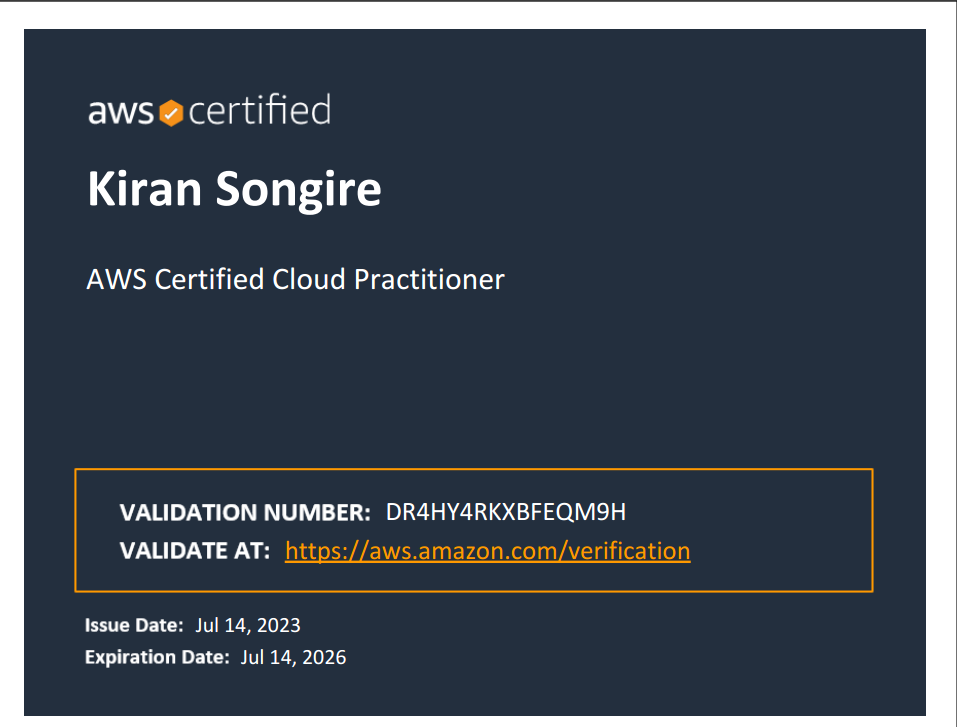 aws certified
Kiran Songire
AWS Certified Cloud Practitioner
VALIDATION NUMBER: DR4HY4RKXBFEQM9H
VALIDATE AT: https://aws.amazon.com/verification
Issue Date: Jul 14, 2023
Expiration Date: Jul 14, 2026